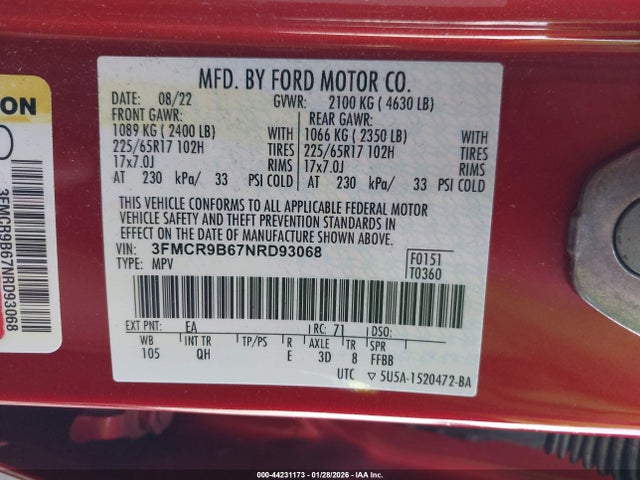 MFD. BY FORD MOTOR CO.
DATE: 08/22 GVWR: 2100 KG ( 4630 LB)
FRONT GAWR: REAR GAWR:
1089 KG ( 2400 LB) WITH 1066 KG ( 2350 LB) WITH
225/65R17 102H TIRES 225/65R17 102H TIRES
17x7.0J RIMS 17x7.0J RIMS
AT 230 kPa/ 33 PSI COLD AT 230 kPa/ 33 PSI COLD
THIS VEHICLE CONFORMS TO ALL APPLICABLE FEDERAL MOTOR
VEHICLE SAFETY AND THEFT PREVENTION STANDARDS IN
EFFECT ON THE DATE OF MANUFACTURE SHOWN ABOVE.
VIN: 3FMCR9B67NRD93068 F0151
TYPE: MPV T0360
EXT PNT: EA RC: 71 DSO:
WB INT TR TP/PS R AXLE TR SPR
105 QH E 3D 8 FFBB
UTC ▽ 5U5A-1520472-BA
ON
3FMCR9B67NRD93068
000-44231173 | 01/28/2026 | IAA, Inc.